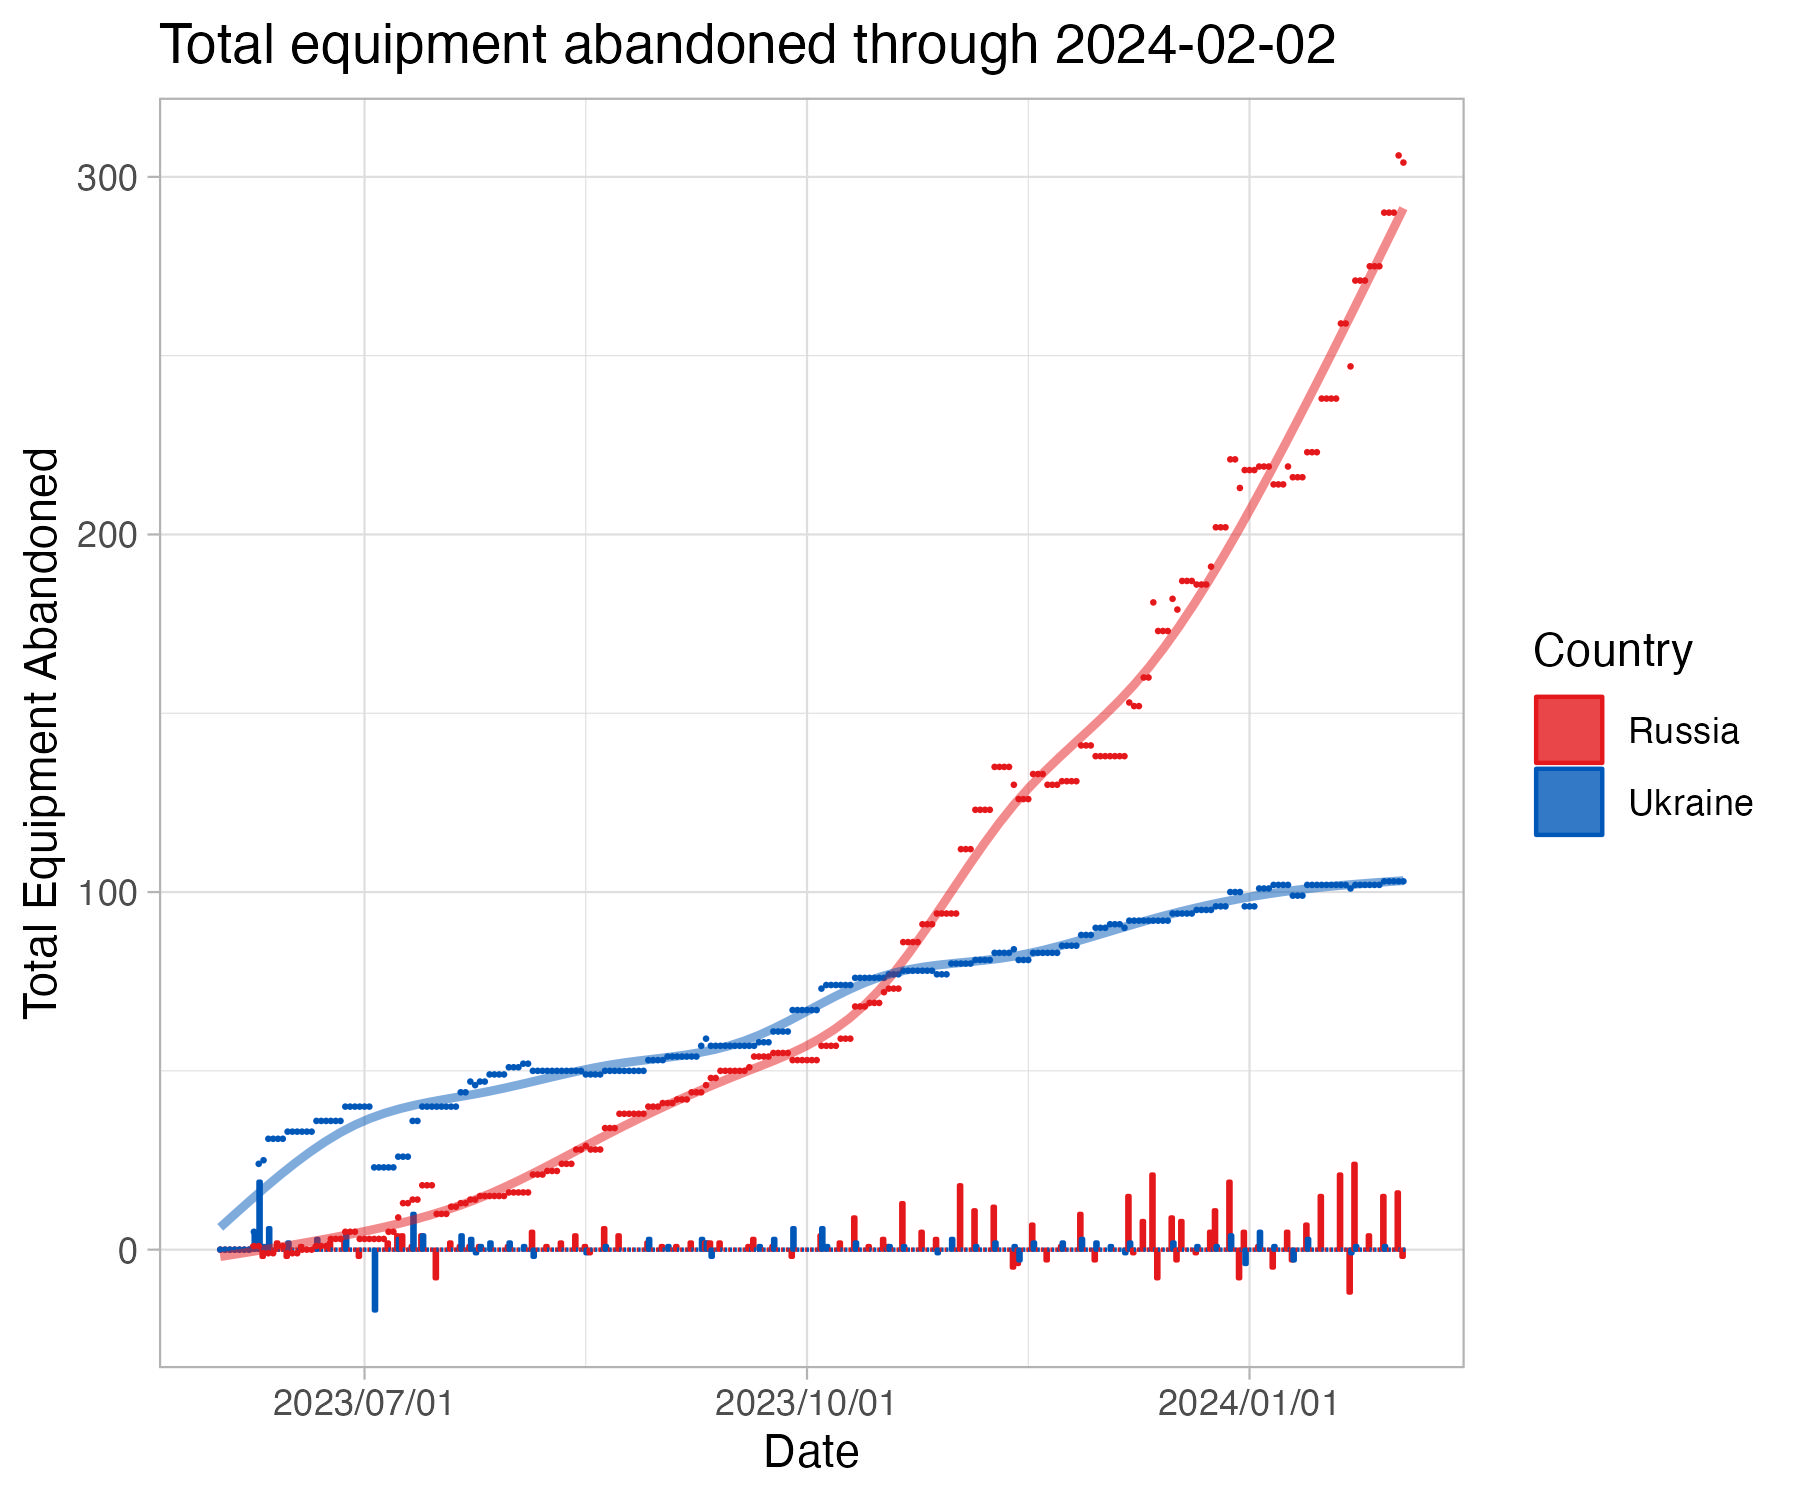 Total equipment abandoned through 2024-02-02
Total Equipment Abandoned
300
200
100
0
2023/07/01
2023/10/01
2024/01/01
Date
Country
Russia
Ukraine